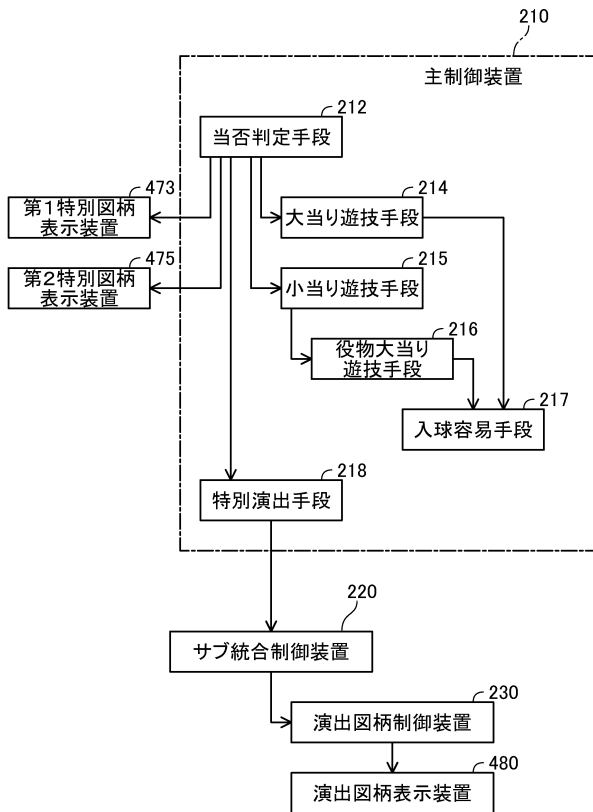 210
主制御装置
212
当否判定手段
473
第1特別図柄
表示装置
214
大当り遊技手段
475
第2特別図柄
表示装置
215
小当り遊技手段
216
役物大当り
遊技手段
217
入球容易手段
218
特別演出手段
220
サブ統合制御装置
230
演出図柄制御装置
480
演出図柄表示装置